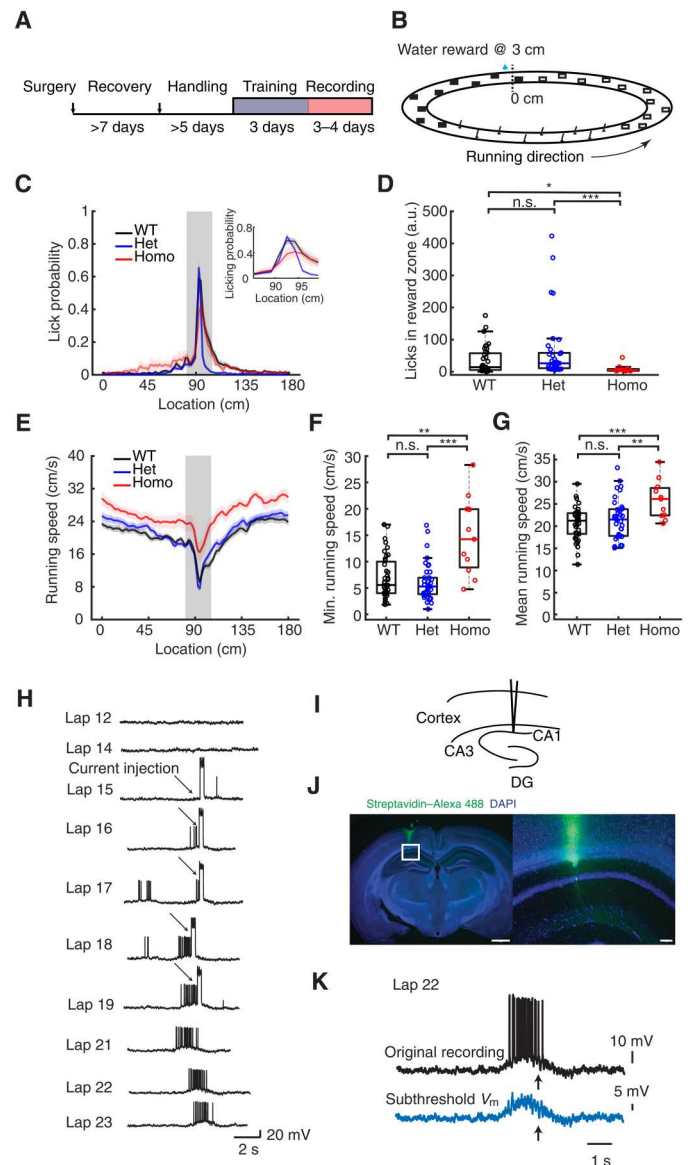 A
Surgery Recovery Handling Training Recording
>7 days >5 days 3 days 3–4 days
B
Water reward @ 3 cm
0 cm
Running direction
C
WT
Het
Homo
Lick probability
1
0.8
0.6
0.4
0.2
0
0 45 90 135 180
Location (cm)
Licking probability
0.8
0.4
0
90 95
Location (cm)
D
*
n.s. ***
Licks in reward zone (a.u.)
500
400
300
200
100
0
WT Het Homo
E
WT
Het
Homo
Running speed (cm/s)
40
32
24
16
8
0
0 45 90 135 180
Location (cm)
F
**
n.s. ***
Min. running speed (cm/s)
30
25
20
15
10
5
0
WT Het Homo
G
***
n.s. **
Mean running speed (cm/s)
35
30
25
20
15
10
5
0
WT Het Homo
H
Lap 12
Lap 14
Current injection
Lap 15
Lap 16
Lap 17
Lap 18
Lap 19
Lap 21
Lap 22
Lap 23
20 mV
2 s
I
Cortex
CA1
CA3
DG
J
Streptavidin–Alexa 488 DAPI
K
Lap 22
Original recording
10 mV
Subthreshold Vm
5 mV
1 s